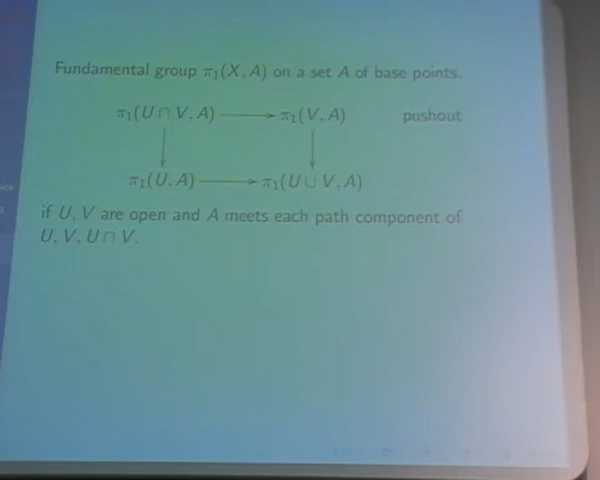 Fundamental group π₁(X, A) on a set A of base points.
π₁(U ∩ V, A) ⟶ π₁(V, A) pushout
↓ ↓
π₁(U, A) ⟶ π₁(U ∪ V, A)
if U, V are open and A meets each path component of
U, V, U ∩ V.